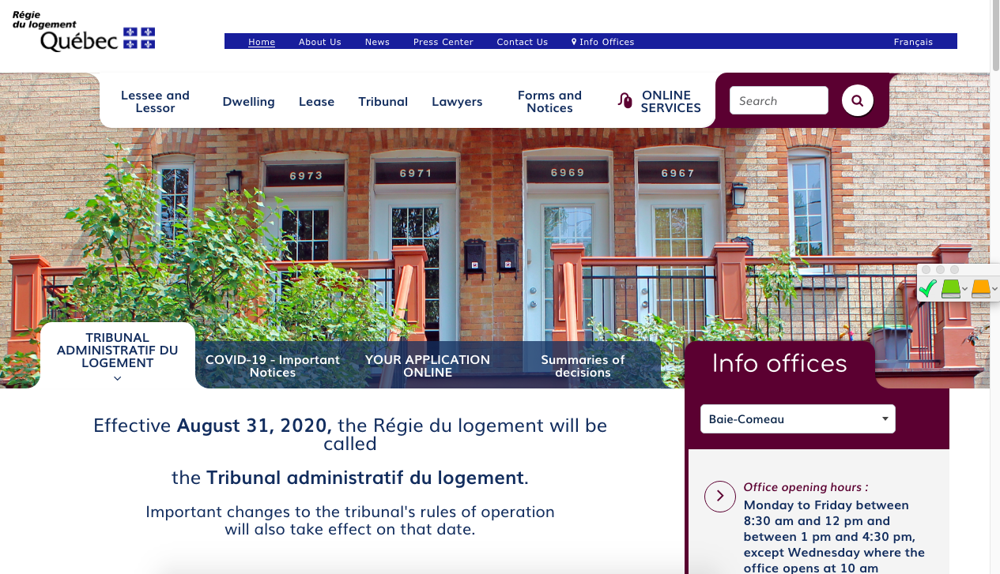 Régie
du logement
Québec
Home About Us News Press Center Contact Us Info Offices Français
Lessee and
Lessor
Dwelling
Lease
Tribunal
Lawyers
Forms and
Notices
ONLINE
SERVICES
Search
6973
6971
6969
6967
TRIBUNAL
ADMINISTRATIF DU
LOGEMENT
COVID-19 - Important
Notices
YOUR APPLICATION
ONLINE
Summaries of
decisions
Info offices
Baie-Comeau
Effective August 31, 2020, the Régie du logement will be
called
the Tribunal administratif du logement.
Important changes to the tribunal's rules of operation
will also take effect on that date.
Office opening hours :
Monday to Friday between
8:30 am and 12 pm and
between 1 pm and 4:30 pm,
except Wednesday where the
office opens at 10 am